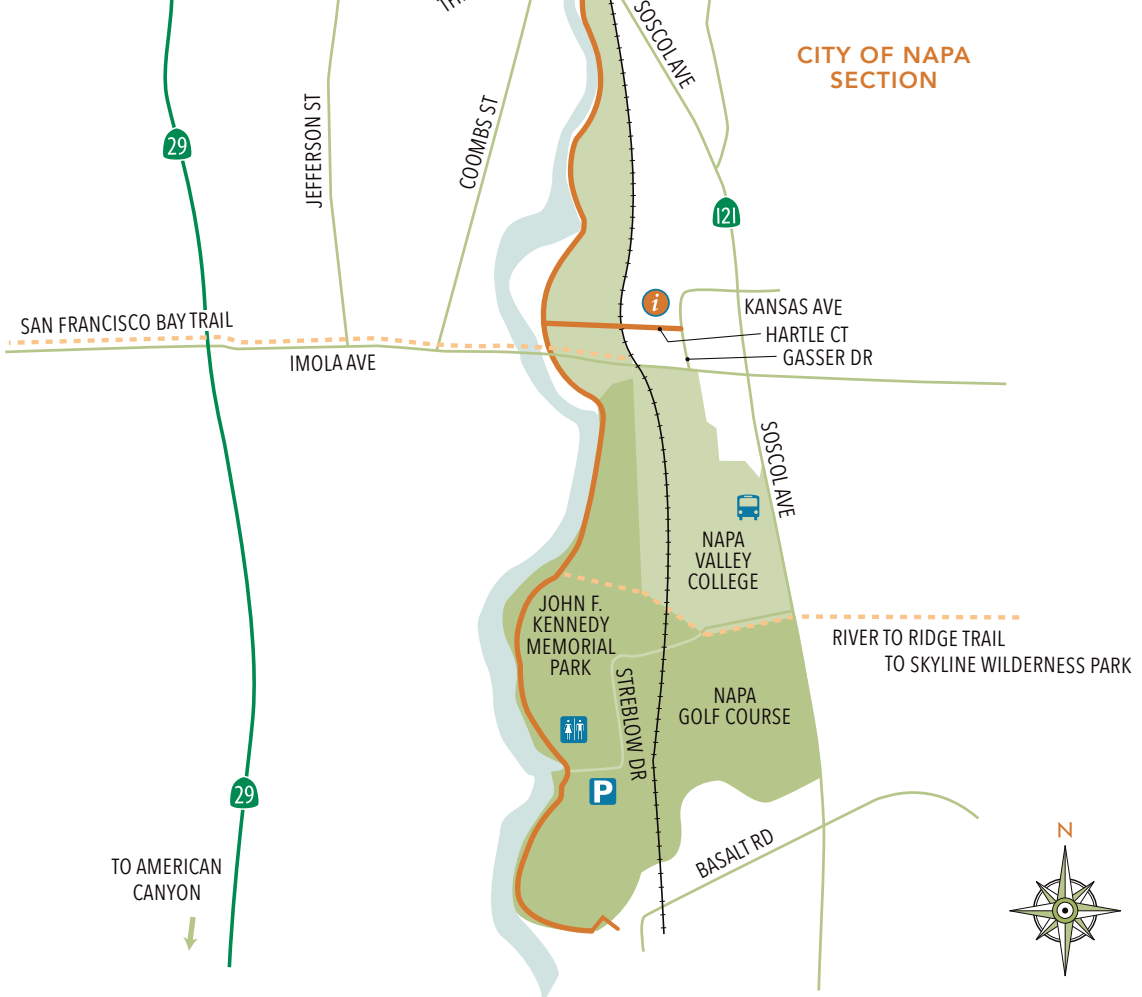 SOSCOL AVE
CITY OF NAPA
SECTION
29
JEFFERSON ST
COOMBS ST
121
i
KANSAS AVE
HARTLE CT
GASSER DR
SAN FRANCISCO BAY TRAIL
IMOLA AVE
SOSCOL AVE
NAPA
VALLEY
COLLEGE
JOHN F.
KENNEDY
MEMORIAL
PARK
RIVER TO RIDGE TRAIL
TO SKYLINE WILDERNESS PARK
STREBLOW DR
NAPA
GOLF COURSE
P
29
BASALT RD
TO AMERICAN
CANYON
N